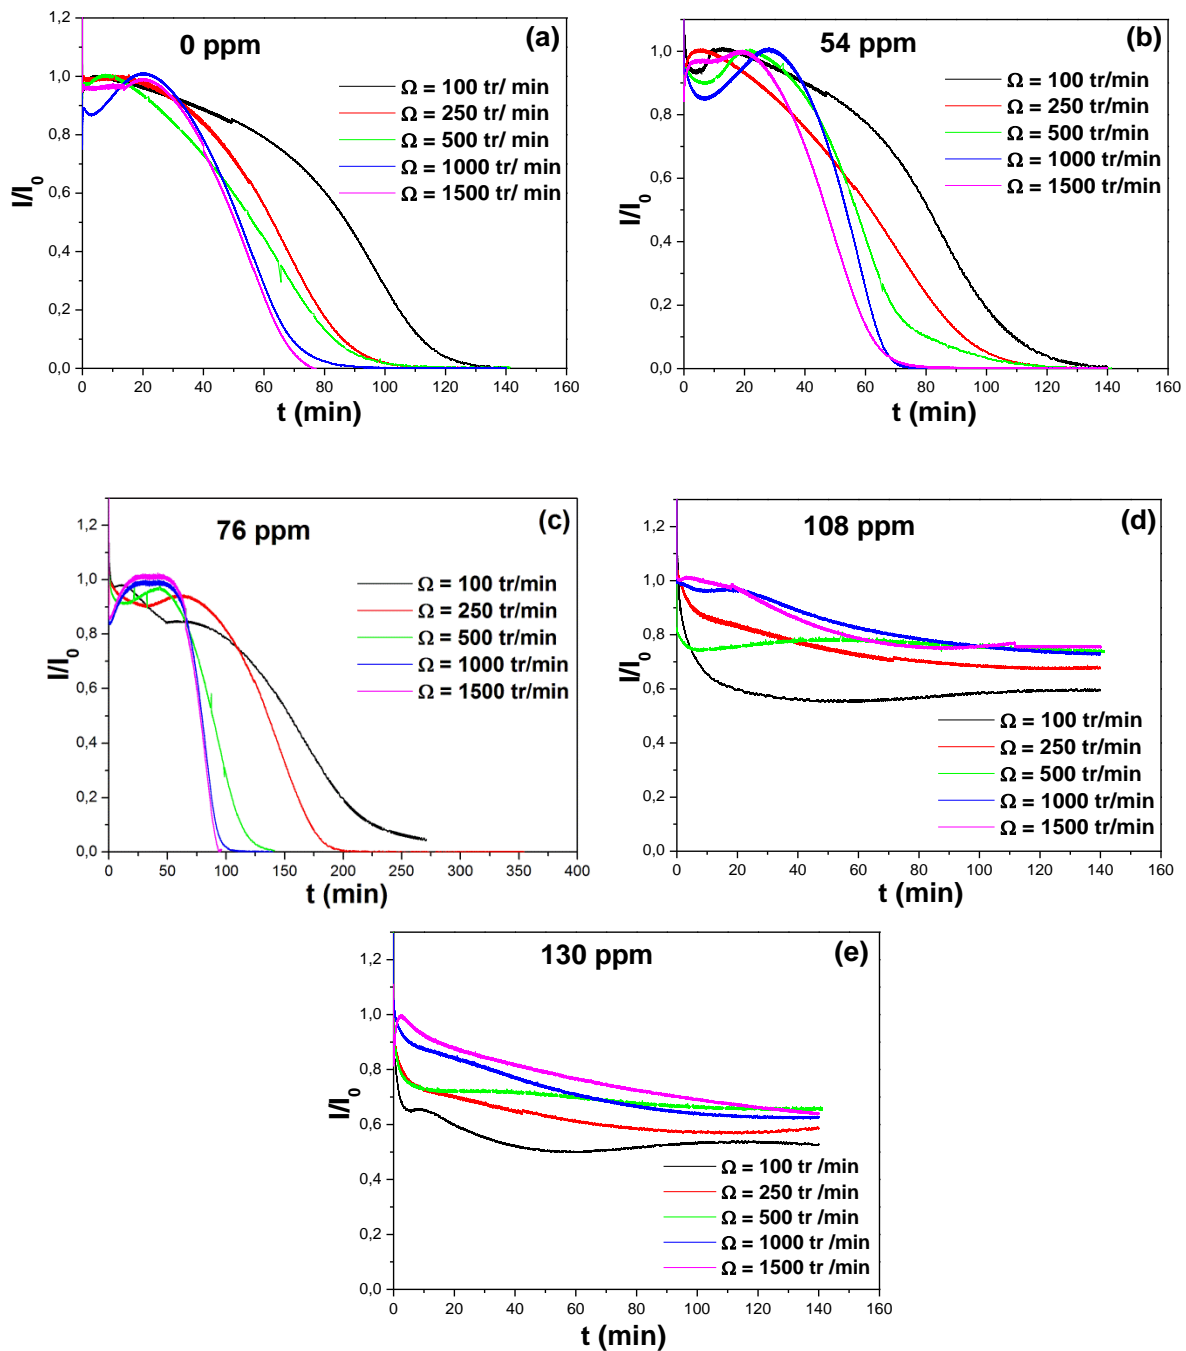 0 ppm
(a)
1,2
1,0
0,8
0,6
0,4
0,2
0,0
I/I0
Ω = 100 tr/ min
Ω = 250 tr/ min
Ω = 500 tr/ min
Ω = 1000 tr/ min
Ω = 1500 tr/ min
0 20 40 60 80 100 120 140 160
t (min)
54 ppm
(b)
1,0
0,8
0,6
0,4
0,2
0,0
I/I0
Ω = 100 tr/min
Ω = 250 tr/min
Ω = 500 tr/min
Ω = 1000 tr/min
Ω = 1500 tr/min
0 20 40 60 80 100 120 140 160
t (min)
76 ppm
(c)
1,2
1,0
0,8
0,6
0,4
0,2
0,0
I/I0
Ω = 100 tr/min
Ω = 250 tr/min
Ω = 500 tr/min
Ω = 1000 tr/min
Ω = 1500 tr/min
0 50 100 150 200 250 300 350 400
t (min)
108 ppm
(d)
1,2
1,0
0,8
0,6
0,4
0,2
0,0
I/I0
Ω = 100 tr/min
Ω = 250 tr/min
Ω = 500 tr/min
Ω = 1000 tr/min
Ω = 1500 tr/min
0 20 40 60 80 100 120 140 160
t (min)
130 ppm
(e)
1,2
1,0
0,8
0,6
0,4
0,2
0,0
I/I0
Ω = 100 tr /min
Ω = 250 tr /min
Ω = 500 tr /min
Ω = 1000 tr /min
Ω = 1500 tr /min
0 20 40 60 80 100 120 140 160
t (min)